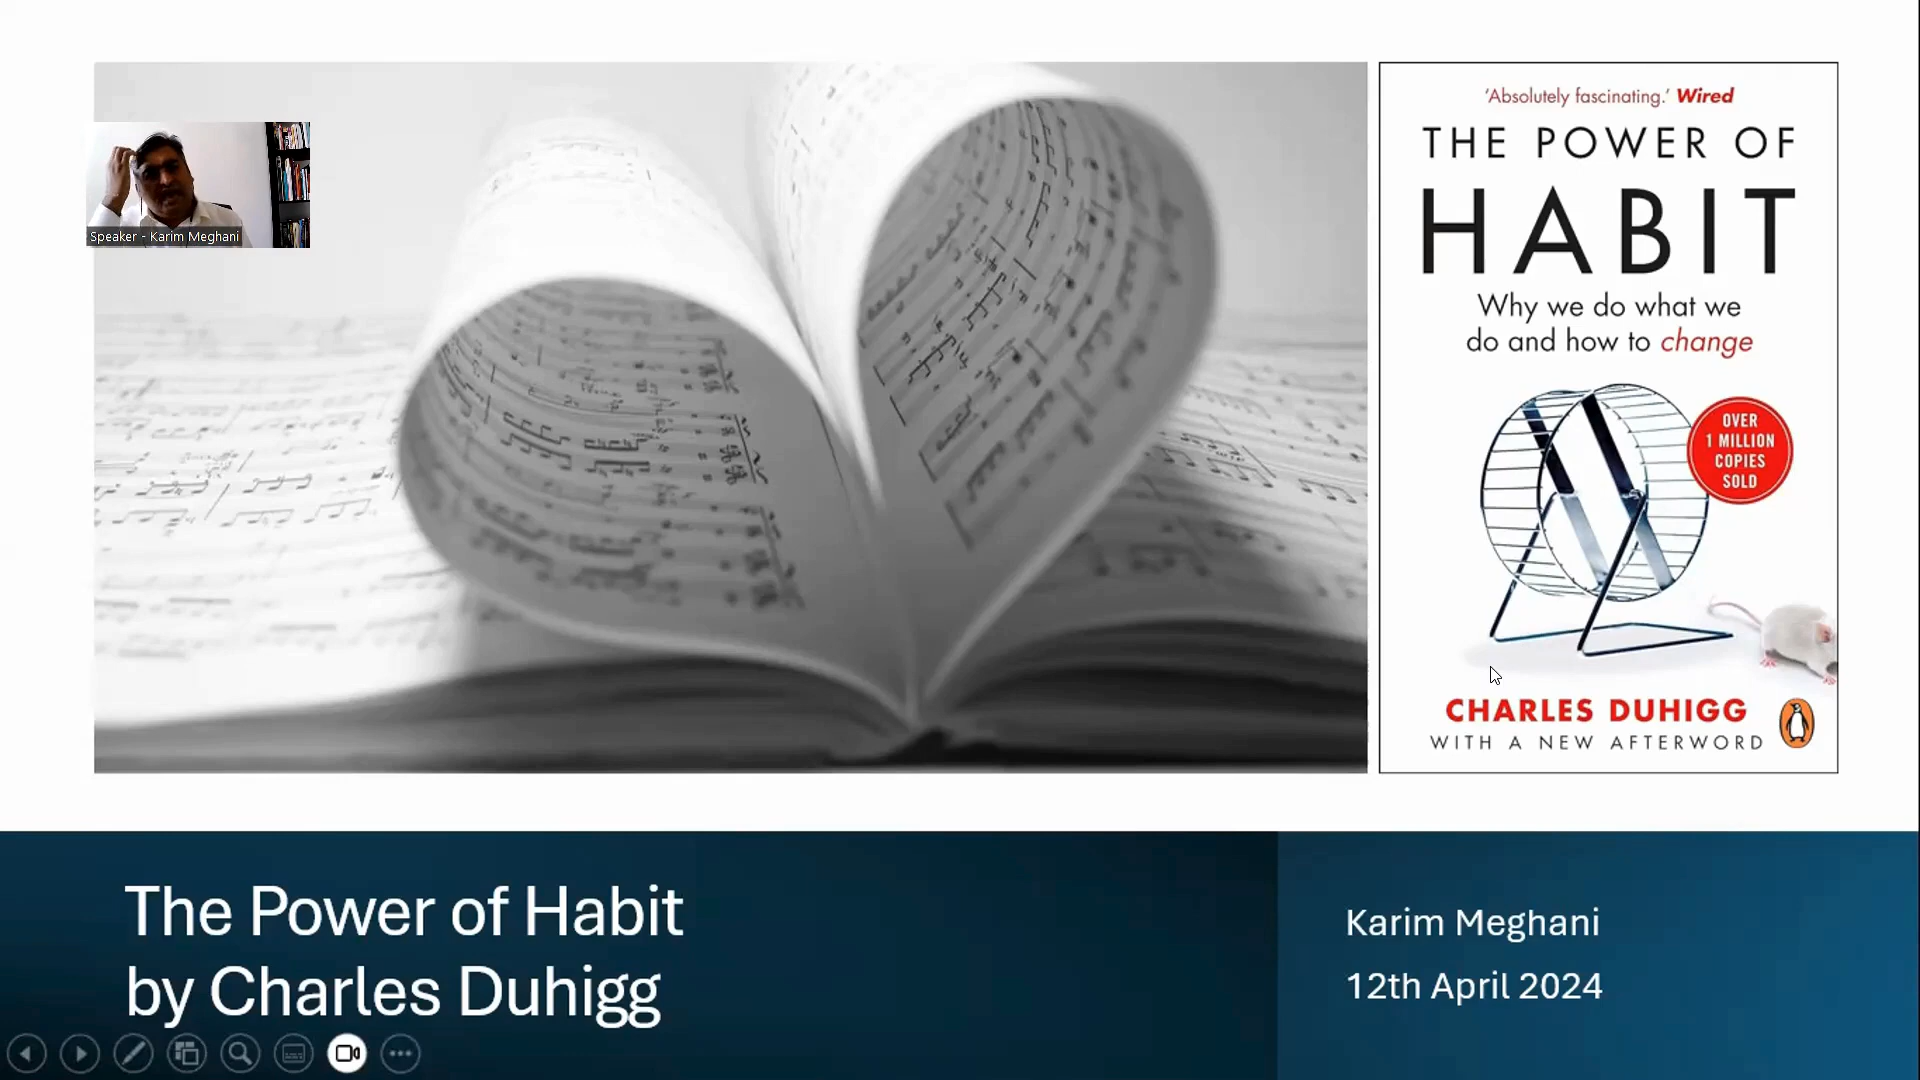 Speaker - Karim Meghani
‘Absolutely fascinating.’ Wired
THE POWER OF
HABIT
Why we do what we
do and how to change
OVER
1 MILLION
COPIES
SOLD
CHARLES DUHIGG
WITH A NEW AFTERWORD
The Power of Habit
by Charles Duhigg
Karim Meghani
12th April 2024